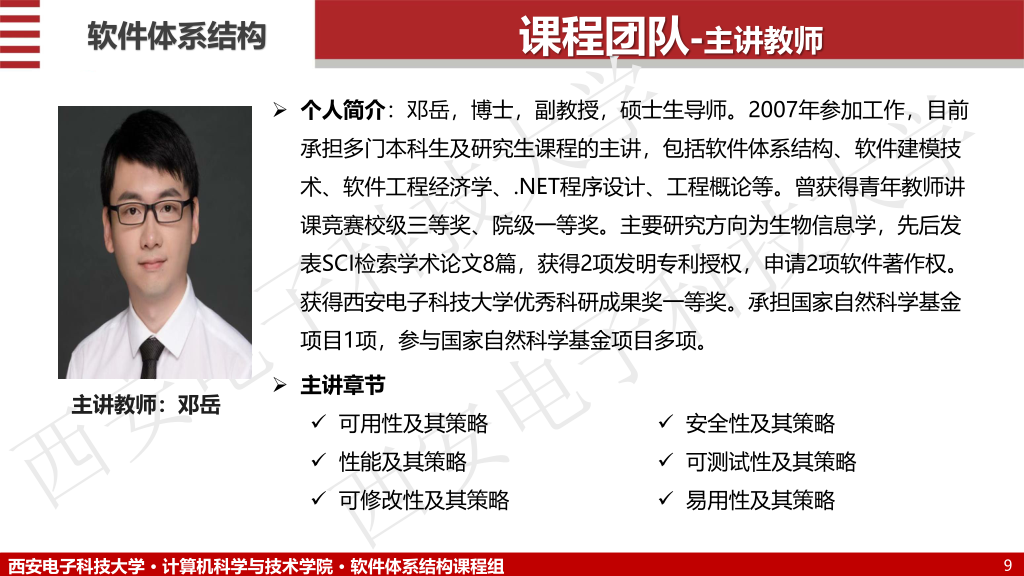 软件体系结构
课程团队-主讲教师
个人简介：邓岳，博士，副教授，硕士生导师。2007年参加工作，目前
承担多门本科生及研究生课程的主讲，包括软件体系结构、软件建模技
术、软件工程经济学、.NET程序设计、工程概论等。曾获得青年教师讲
课竞赛校级三等奖、院级一等奖。主要研究方向为生物信息学，先后发
表SCI检索学术论文8篇，获得2项发明专利授权，申请2项软件著作权。
获得西安电子科技大学优秀科研成果奖一等奖。承担国家自然科学基金
项目1项，参与国家自然科学基金项目多项。
主讲教师：邓岳
主讲章节
可用性及其策略
性能及其策略
可修改性及其策略
安全性及其策略
可测试性及其策略
易用性及其策略
西安电子科技大学
西安电子科技大学
西安电子科技大学 • 计算机科学与技术学院 • 软件体系结构课程组
9